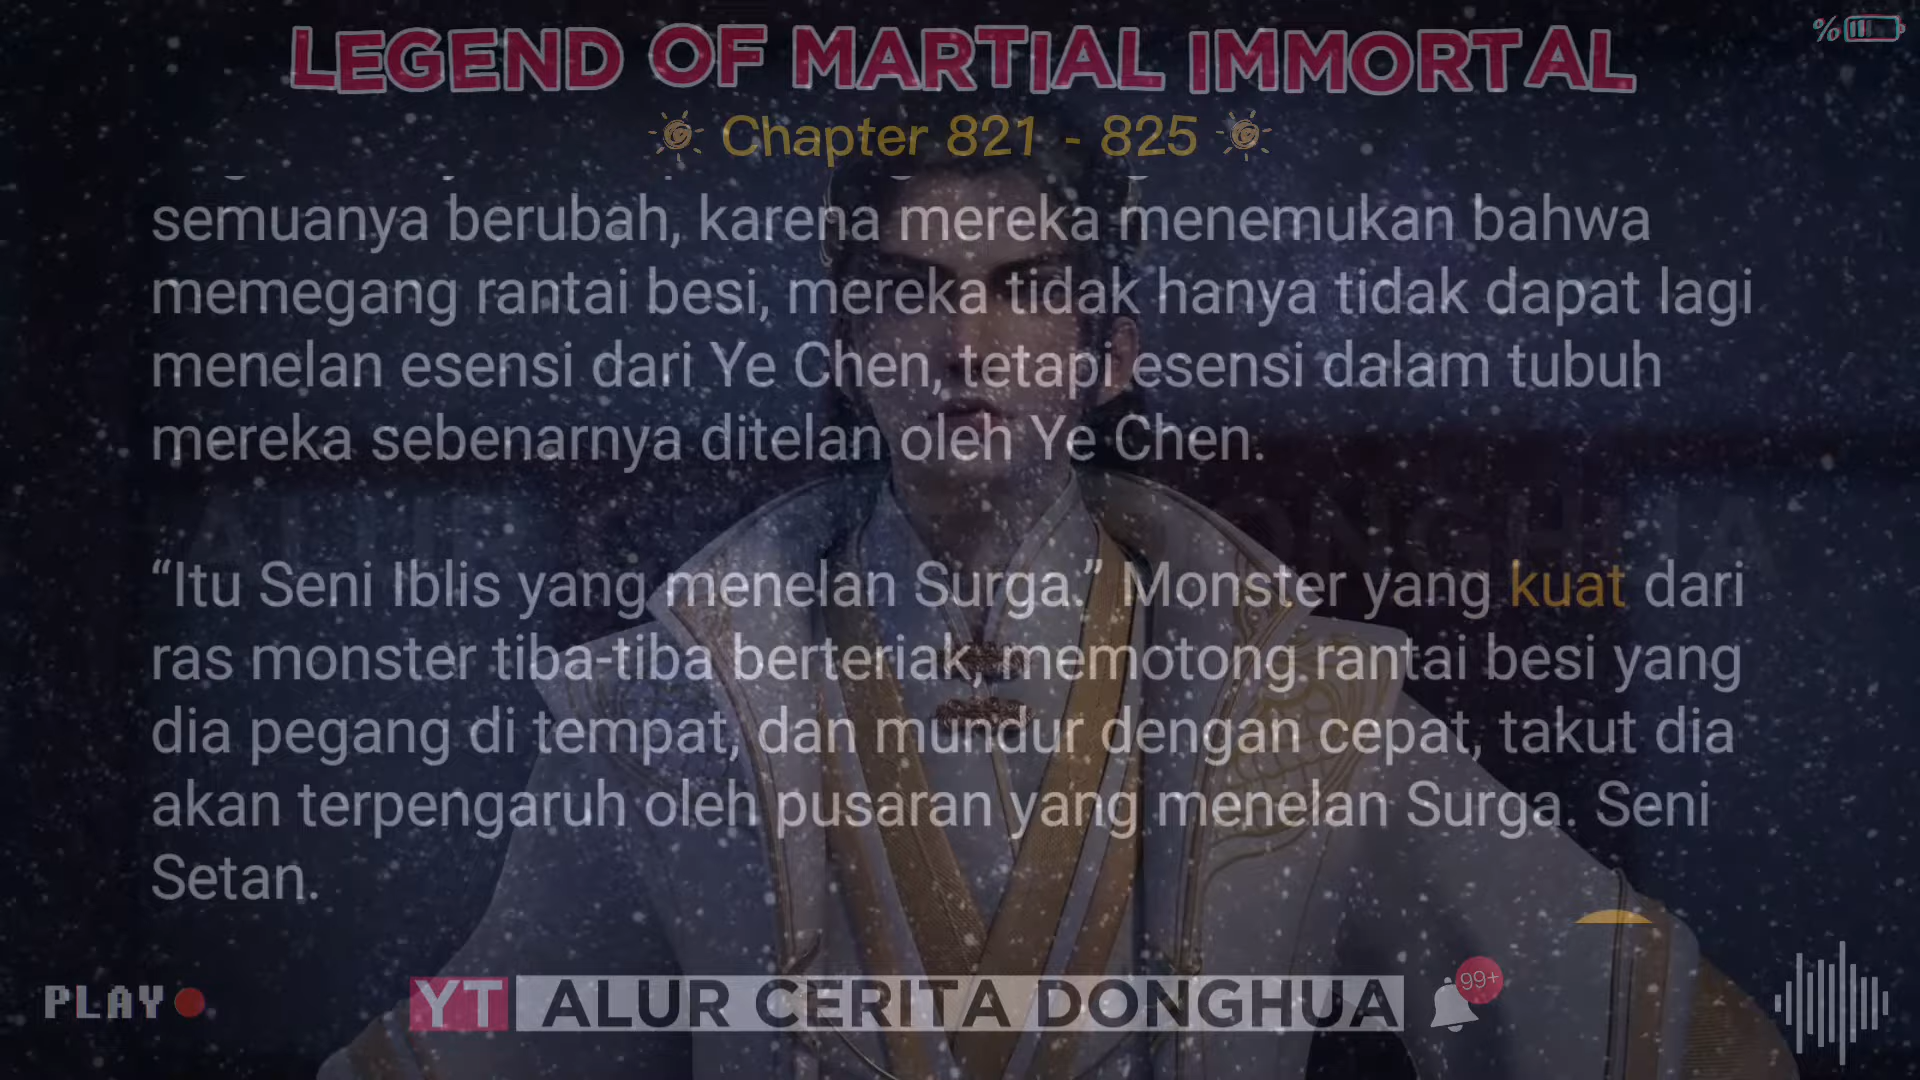 LEGEND OF MARTIAL IMMORTAL
%
Chapter 821 - 825
semuanya berubah, karena mereka menemukan bahwa
memegang rantai besi, mereka tidak hanya tidak dapat lagi
menelan esensi dari Ye Chen, tetapi esensi dalam tubuh
mereka sebenarnya ditelan oleh Ye Chen.
“Itu Seni Iblis yang menelan Surga.” Monster yang kuat dari
ras monster tiba-tiba berteriak, memotong rantai besi yang
dia pegang di tempat, dan mundur dengan cepat, takut dia
akan terpengaruh oleh pusaran yang menelan Surga. Seni
Setan.
PLAY
YT ALUR CERITA DONGHUA
99+